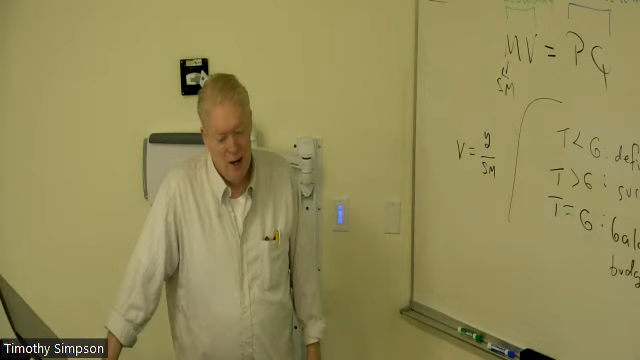 MV = PQ
SM
V = y/SM
T < G : defi
T > G : sur
T = G : bala
budg
Timothy Simpson